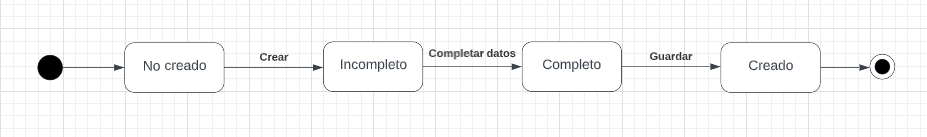 No creado
Crear
Incompleto
Completar datos
Completo
Guardar
Creado